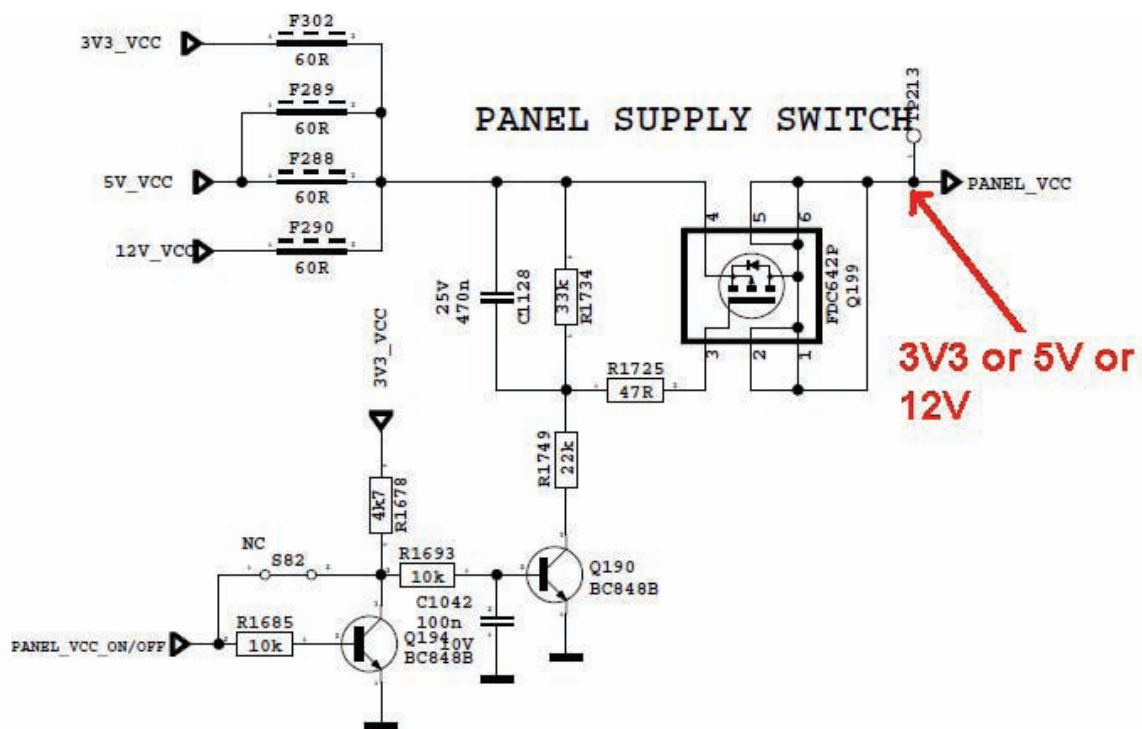 F302
3V3_VCC
60R
F289
60R
F288
5V_VCC
60R
F290
12V_VCC
60R
PANEL SUPPLY SWITCH
TP213
PANEL_VCC
4
5
6
3
2
1
FDC642P
Q199
25V
470n
C1128
33k
R1734
R1725
47R
3V3 or 5V or
12V
3V3_VCC
4k7
R1678
R1749
22k
NC
S82
R1693
10k
Q190
BC848B
C1042
100n
10V
R1685
10k
Q194
BC848B
PANEL_VCC_ON/OFF